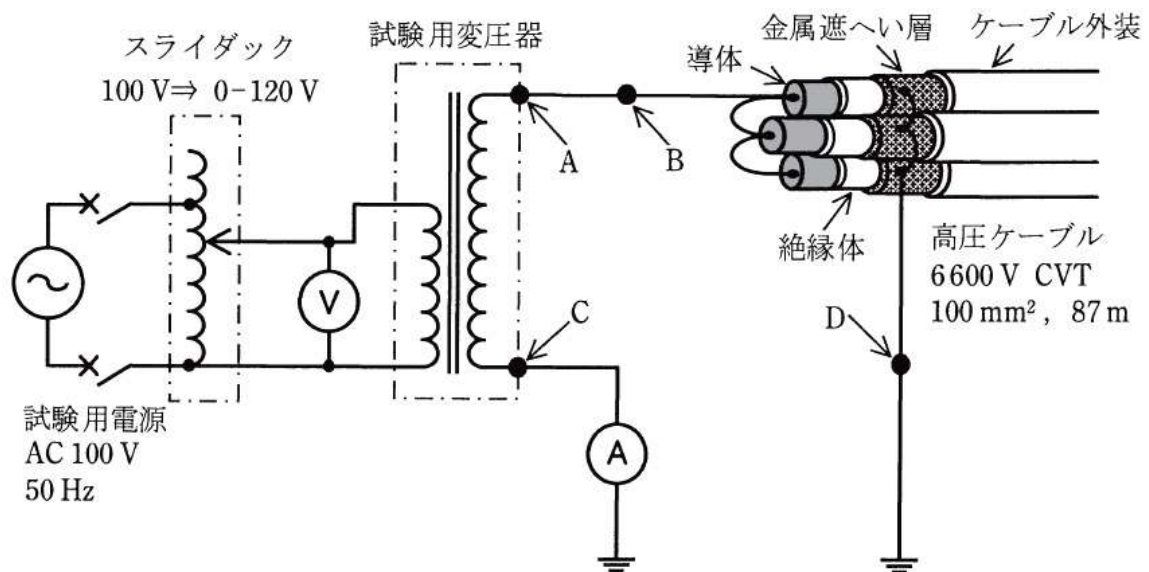 スライダック
100 V⇒ 0-120 V
試験用変圧器
金属遮へい層
ケーブル外装
導体
A
B
絶縁体
高圧ケーブル
6600 V CVT
100 mm², 87 m
V
C
D
試験用電源
AC 100 V
50 Hz
A